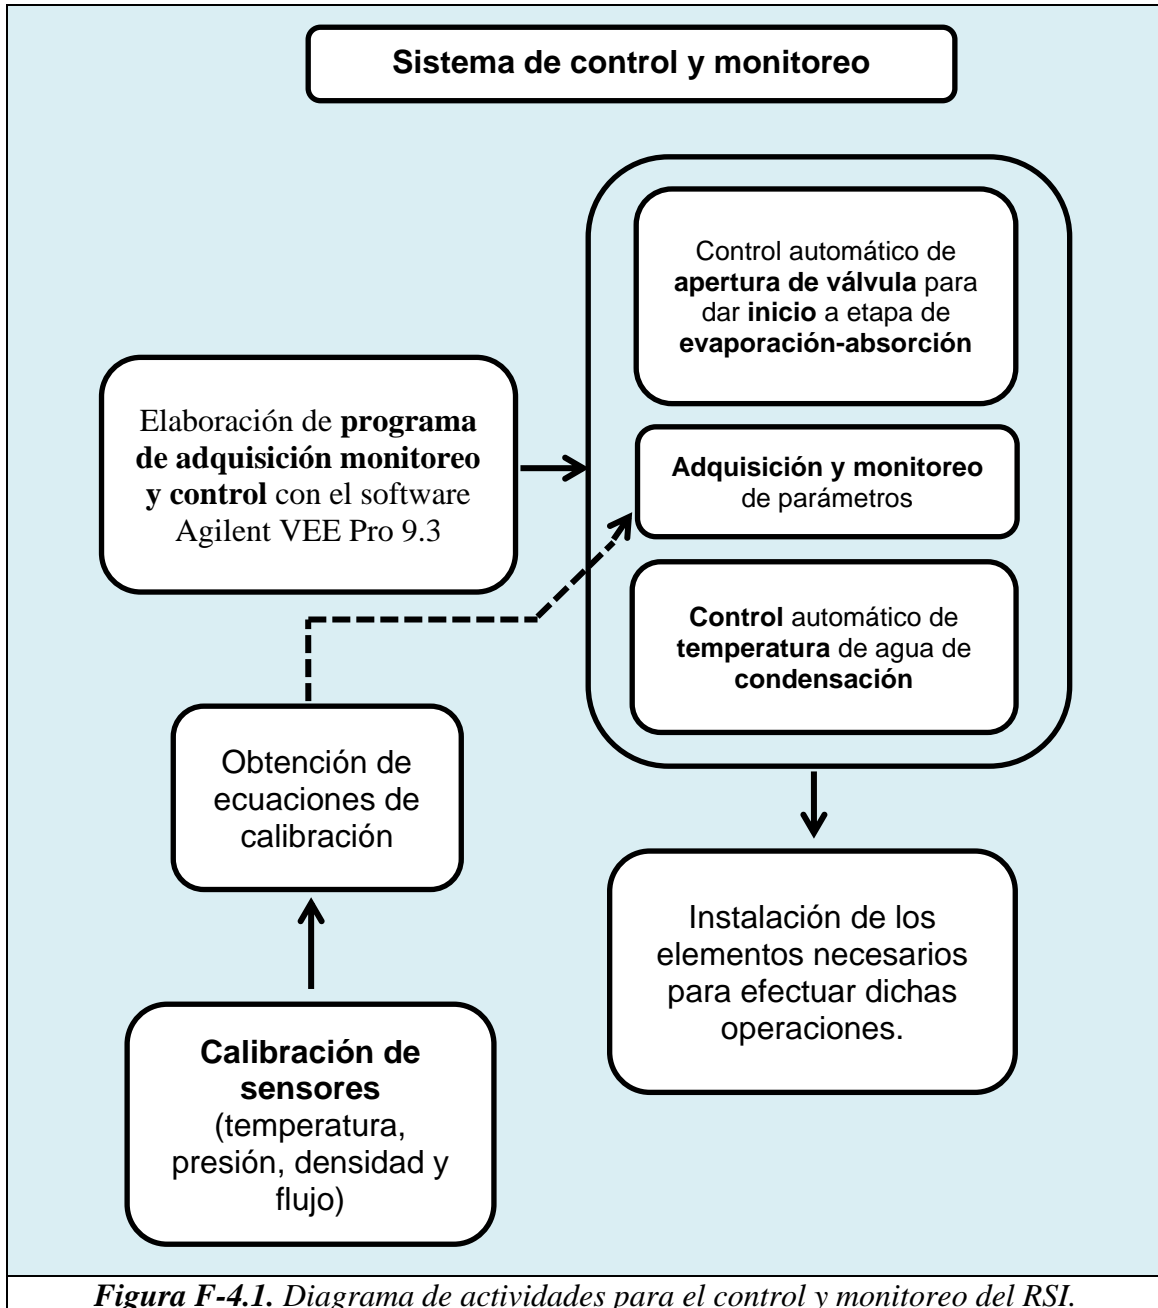 Sistema de control y monitoreo
Control automático de
apertura de válvula para
dar inicio a etapa de
evaporación-absorción
Elaboración de programa
de adquisición monitoreo
y control con el software
Agilent VEE Pro 9.3
Adquisición y monitoreo
de parámetros
Control automático de
temperatura de agua de
condensación
Obtención de
ecuaciones de
calibración
Instalación de los
elementos necesarios
para efectuar dichas
operaciones.
Calibración de
sensores
(temperatura,
presión, densidad y
flujo)
Figura F-4.1. Diagrama de actividades para el control y monitoreo del RSI.